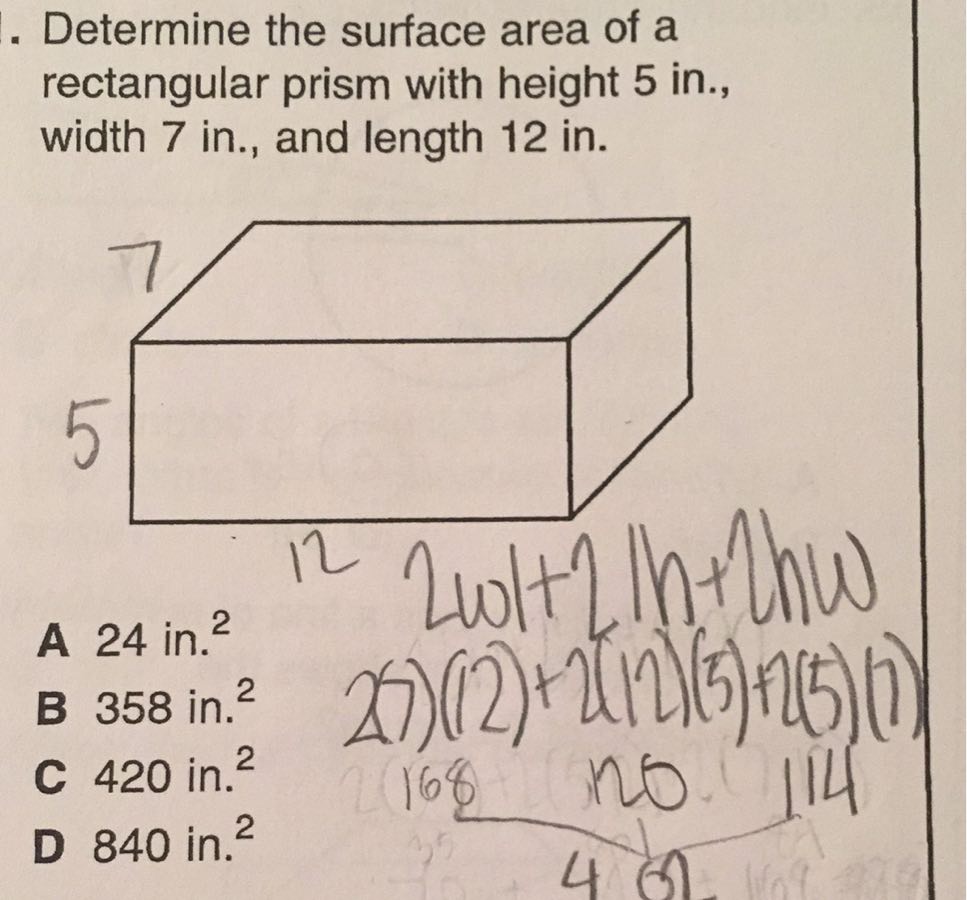 . Determine the surface area of a
rectangular prism with height 5 in.,
width 7 in., and length 12 in.
7
5
12
2wl+2lh+2hw
2(7)(12)+2(12)(5)+2(5)(7)
168 120 114
402
A 24 in.²
B 358 in.²
C 420 in.²
D 840 in.²